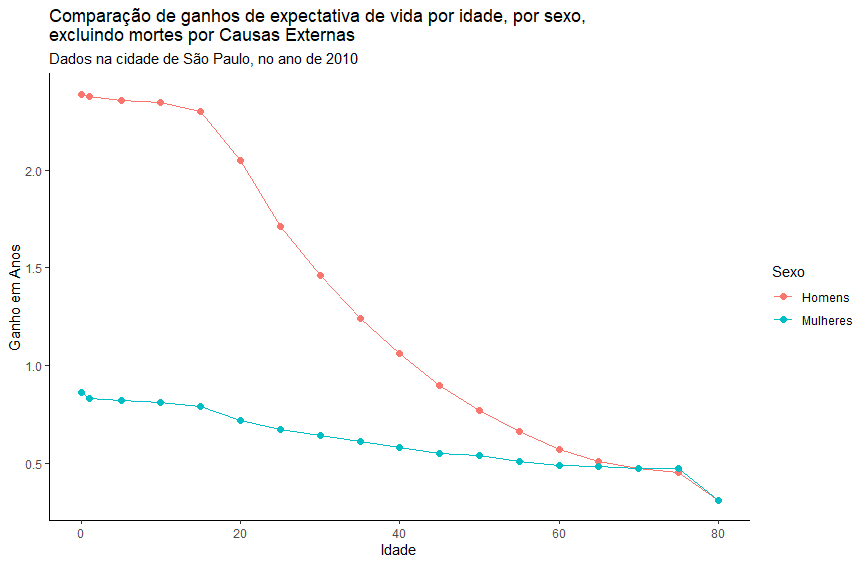 Comparação de ganhos de expectativa de vida por idade, por sexo,
excluindo mortes por Causas Externas
Dados na cidade de São Paulo, no ano de 2010
Ganho em Anos
2.0
1.5
1.0
0.5
0 20 40 60 80
Idade
Sexo
Homens
Mulheres